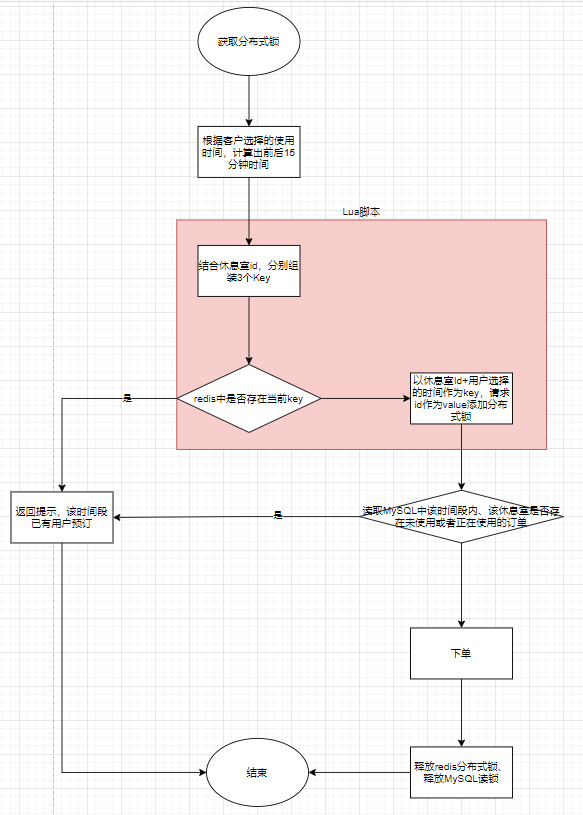 获取分布式锁
根据客户选择的使用
时间，计算出前后15
分钟时间
Lua脚本
结合休息室id，分别组
装3个Key
redis中是否存在当前key
是
以休息室Id+用户选择
的时间作为key，请求
id作为value添加分布
式锁
返回提示，该时间段
已有用户预订
是
读取MySQL中该时间段内、该休息室是否存
在未使用或者正在使用的订单
下单
释放redis分布式锁、
释放MySQL读锁
结束